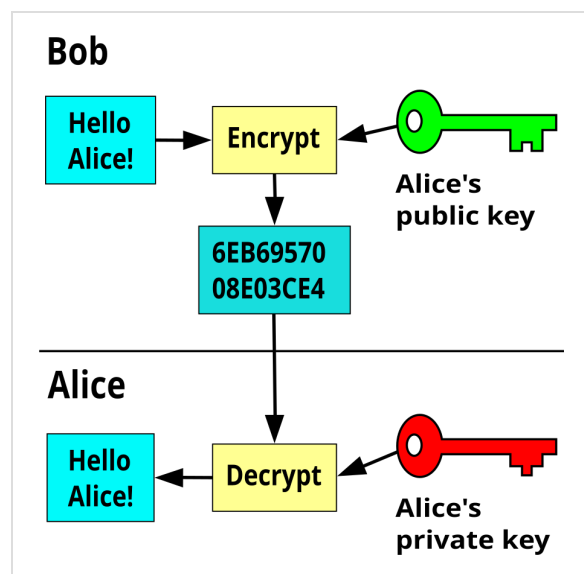 Bob
Hello
Alice!
Encrypt
Alice's
public key
6EB69570
08E03CE4
Alice
Hello
Alice!
Decrypt
Alice's
private key